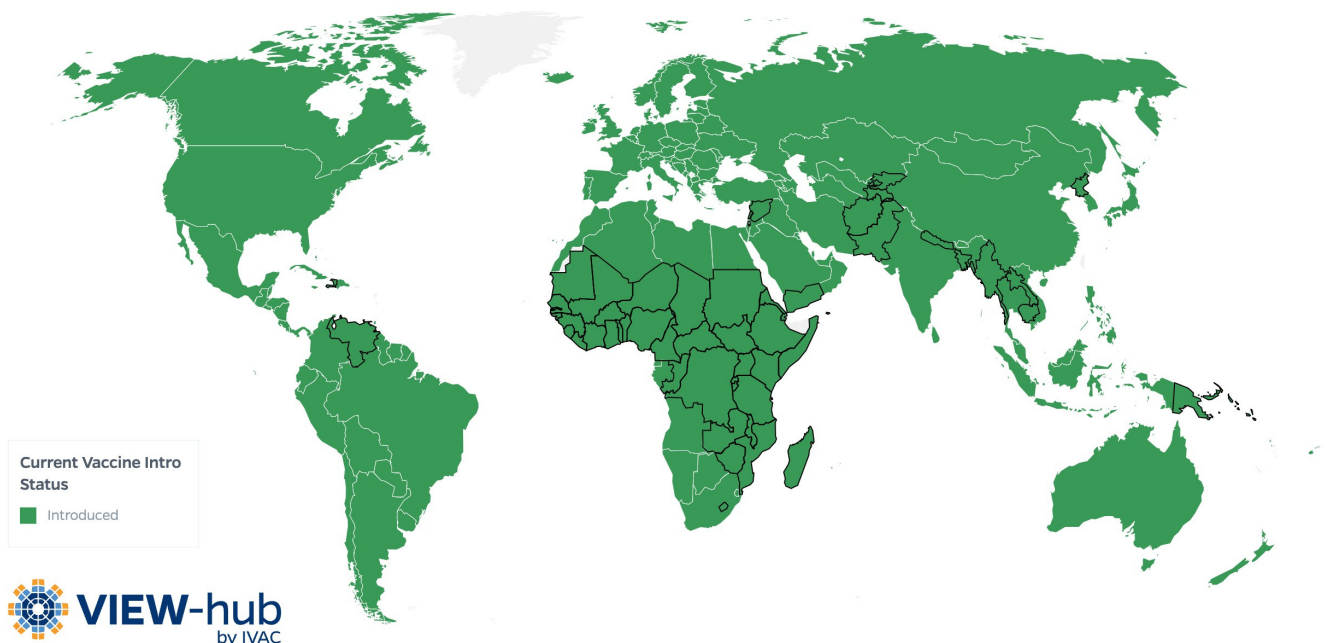 Current Vaccine Intro
Status
Introduced
VIEW-hub
by IVAC